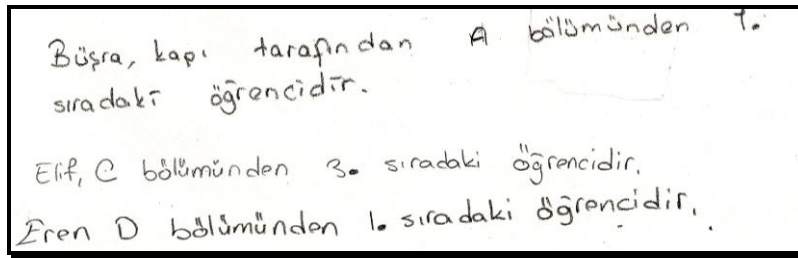 Büşra, kapı tarafından A bölümünden 1.
sıradaki öğrencidir.
Elif, C bölümünden 3. sıradaki öğrencidir.
Eren D bölümünden 1. sıradaki öğrencidir.